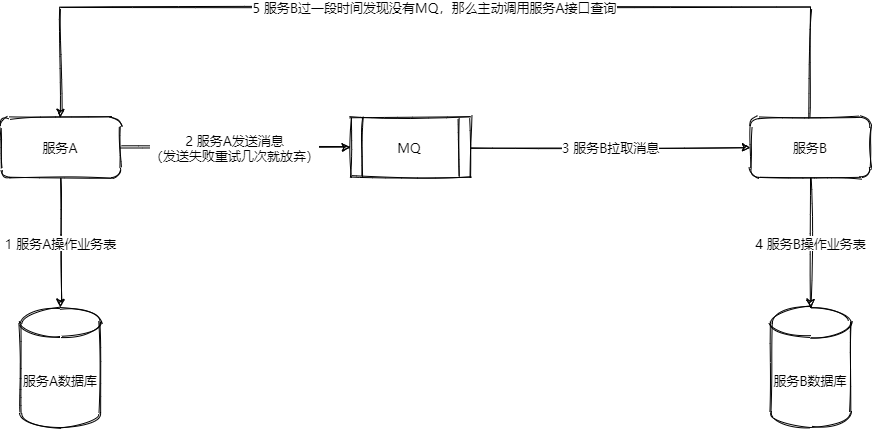 5 服务B过一段时间发现没有MQ，那么主动调用服务A接口查询
服务A
2 服务A发送消息
（发送失败重试几次就放弃）
MQ
3 服务B拉取消息
服务B
1 服务A操作业务表
4 服务B操作业务表
服务A数据库
服务B数据库